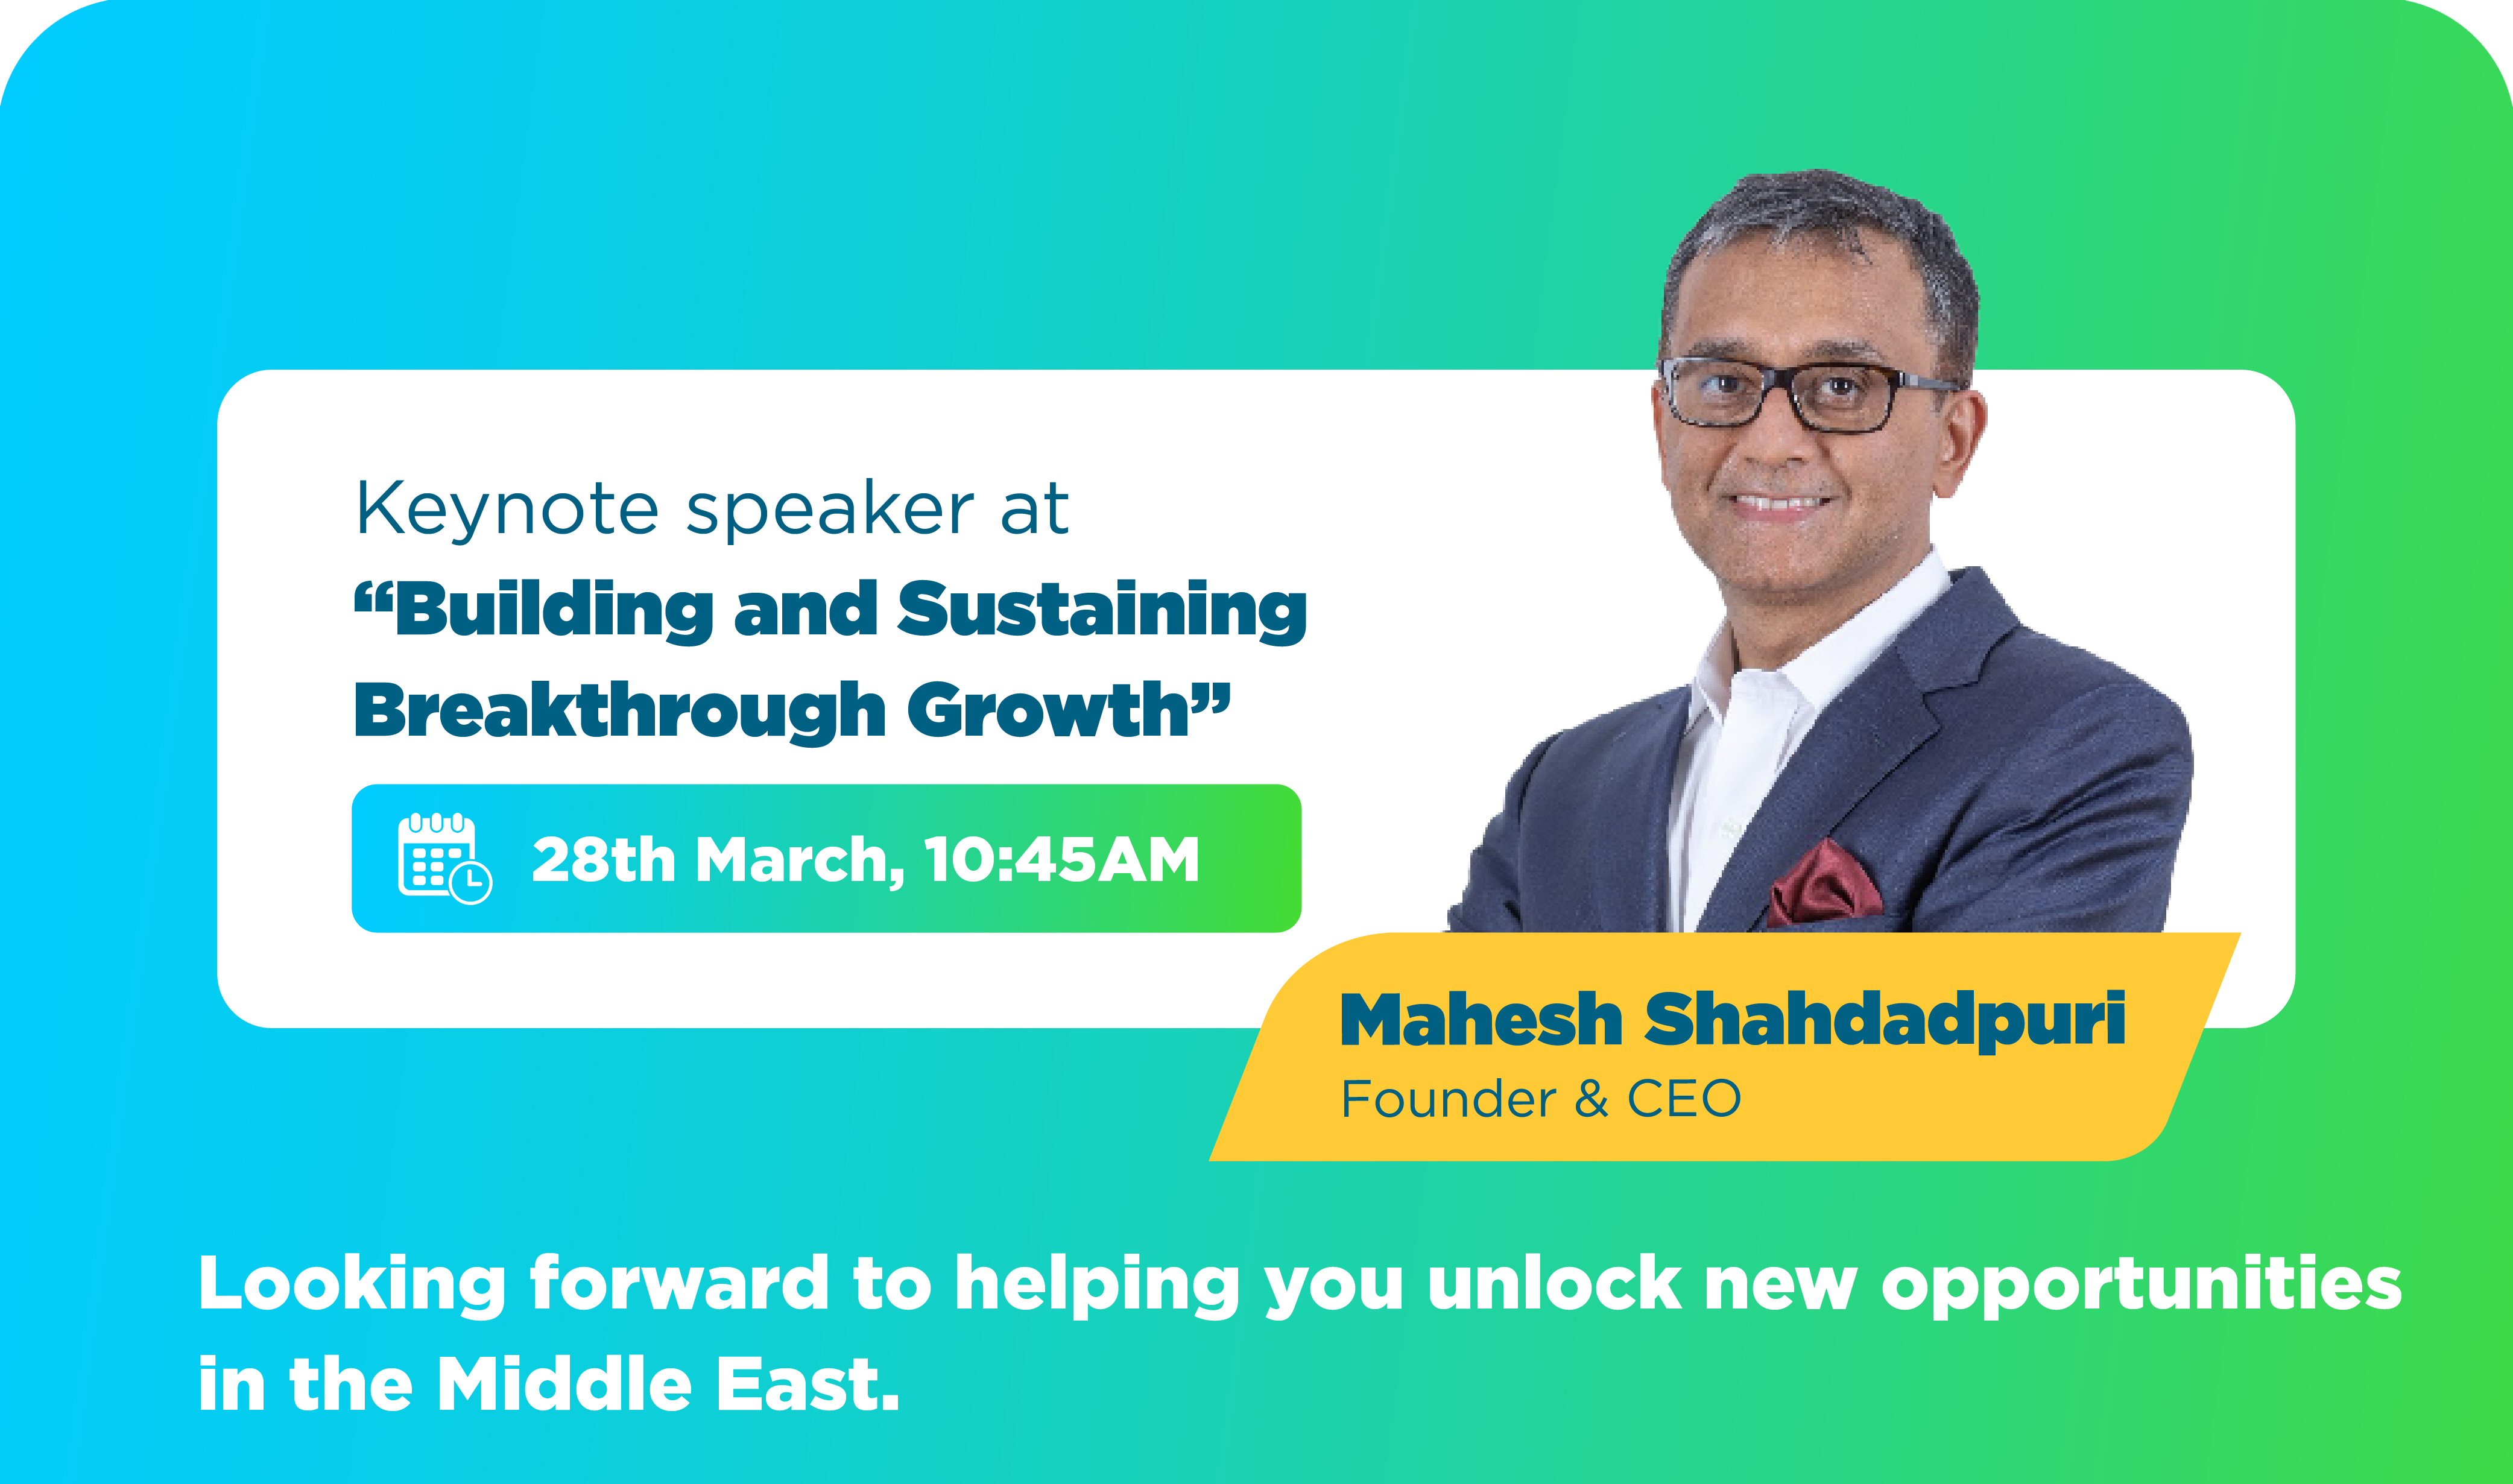 Keynote speaker at
“Building and Sustaining
Breakthrough Growth”
28th March, 10:45AM
Mahesh Shahdadpuri
Founder & CEO
Looking forward to helping you unlock new opportunities
in the Middle East.